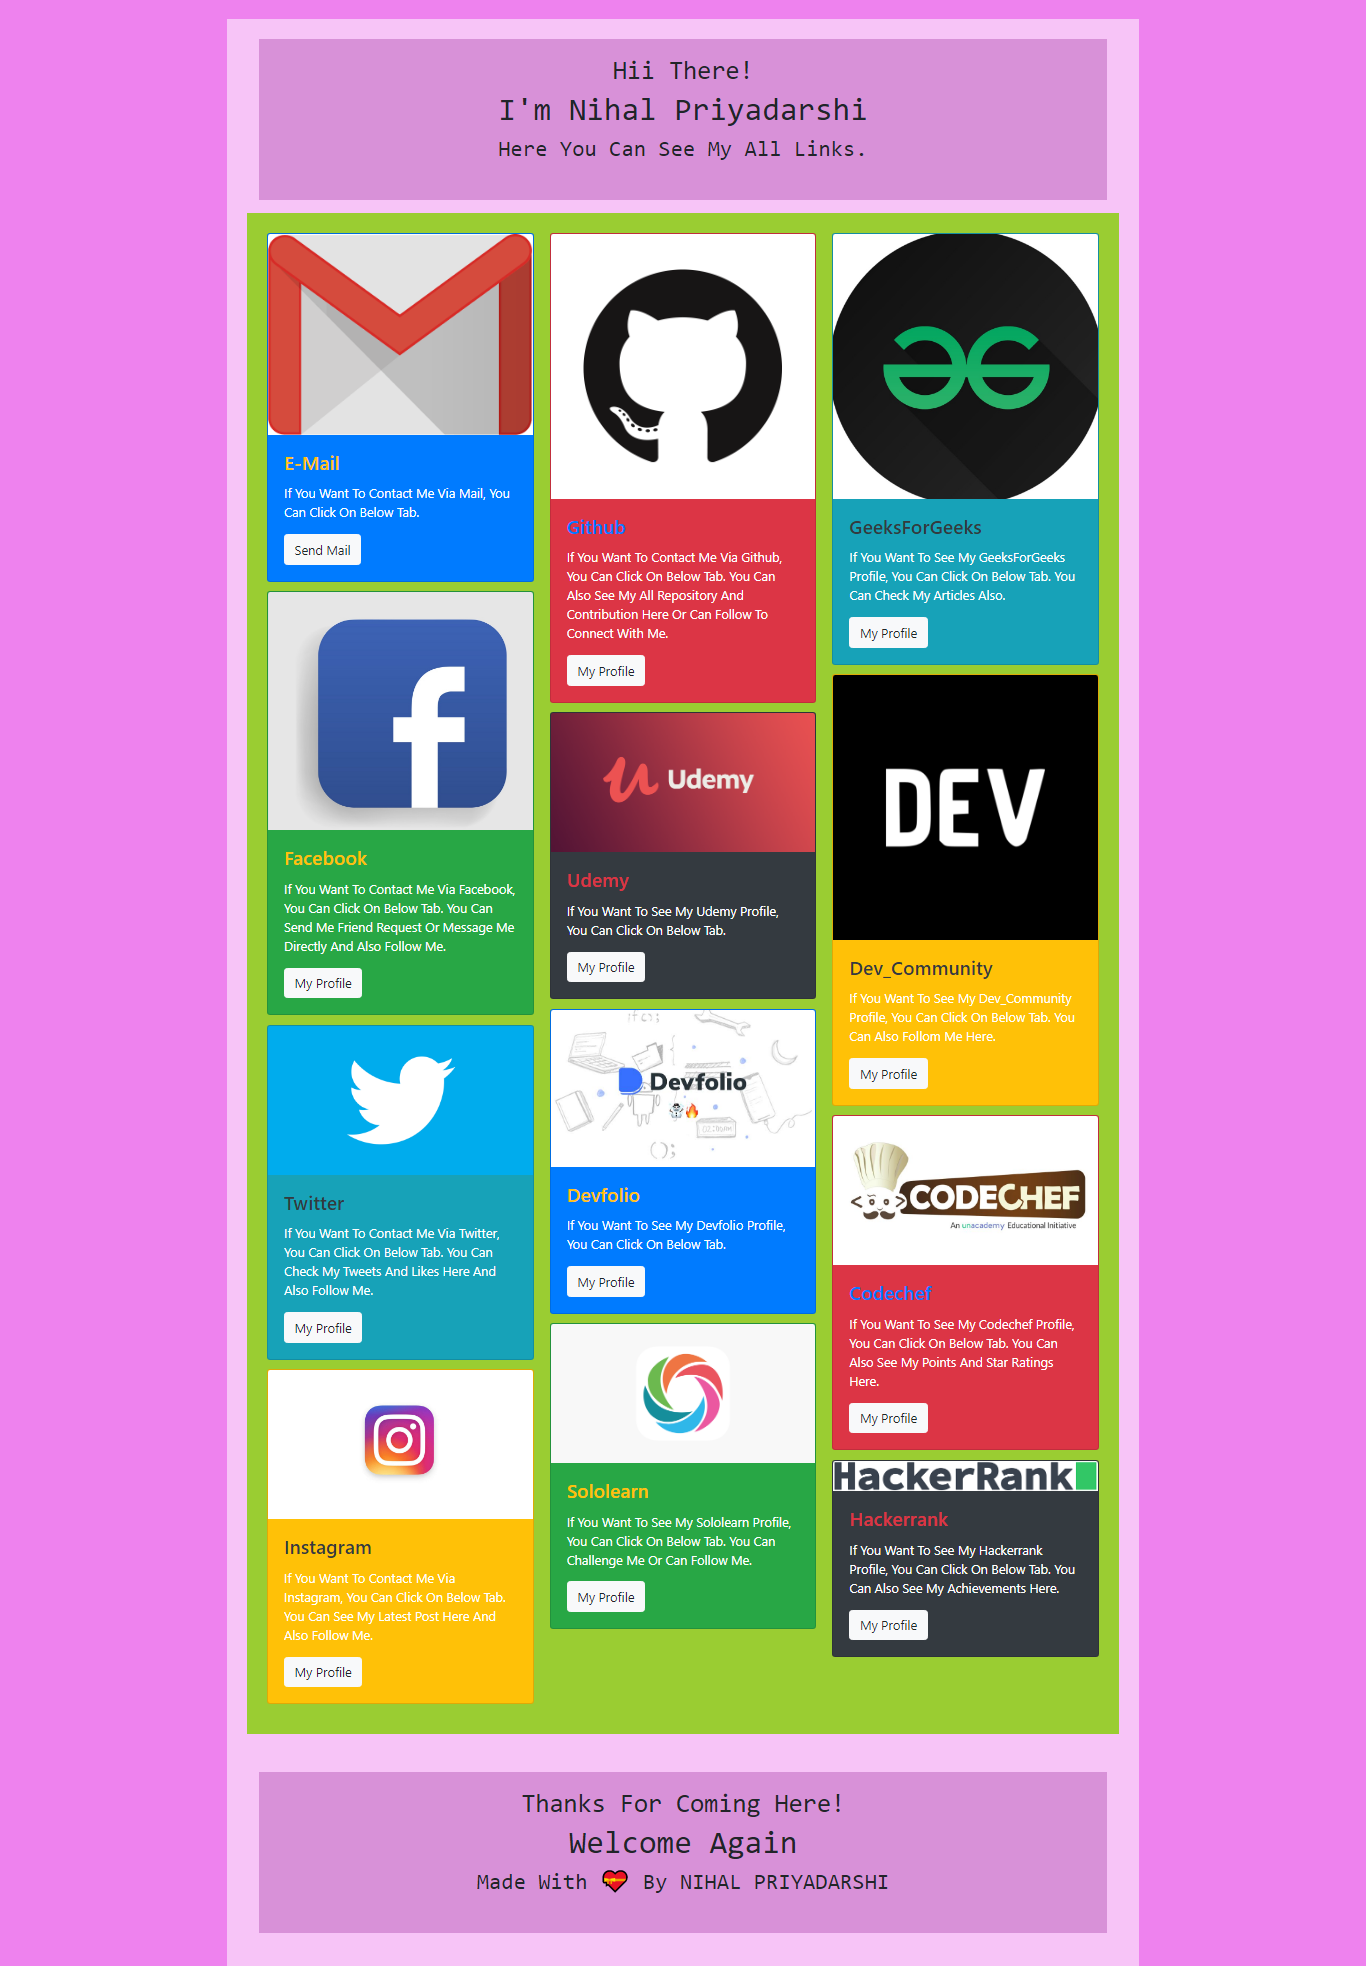 Hii There!
I'm Nihal Priyadarshi
Here You Can See My All Links.
E-Mail
If You Want To Contact Me Via Mail, You
Can Click On Below Tab.
Send Mail
Facebook
If You Want To Contact Me Via Facebook,
You Can Click On Below Tab. You Can
Send Me Friend Request Or Message Me
Directly And Also Follow Me.
My Profile
Twitter
If You Want To Contact Me Via Twitter,
You Can Click On Below Tab. You Can
Check My Tweets And Likes Here And
Also Follow Me.
My Profile
Instagram
If You Want To Contact Me Via
Instagram, You Can Click On Below Tab.
You Can See My Latest Post Here And
Also Follow Me.
My Profile
Github
If You Want To Contact Me Via Github,
You Can Click On Below Tab. You Can
Also See My All Repository And
Contribution Here Or Can Follow To
Connect With Me.
My Profile
Udemy
Udemy
If You Want To See My Udemy Profile,
You Can Click On Below Tab.
My Profile
Devfolio
Devfolio
If You Want To See My Devfolio Profile,
You Can Click On Below Tab.
My Profile
Sololearn
If You Want To See My Sololearn Profile,
You Can Click On Below Tab. You Can
Challenge Me Or Can Follow Me.
My Profile
GeeksForGeeks
If You Want To See My GeeksForGeeks
Profile, You Can Click On Below Tab. You
Can Check My Articles Also.
My Profile
DEV
Dev_Community
If You Want To See My Dev_Community
Profile, You Can Click On Below Tab. You
Can Also Follom Me Here.
My Profile
CODECHEF
An unacademy Educational Initiative
Codechef
If You Want To See My Codechef Profile,
You Can Click On Below Tab. You Can
Also See My Points And Star Ratings
Here.
My Profile
HackerRank
Hackerrank
If You Want To See My Hackerrank
Profile, You Can Click On Below Tab. You
Can Also See My Achievements Here.
My Profile
Thanks For Coming Here!
Welcome Again
Made With 💝 By NIHAL PRIYADARSHI